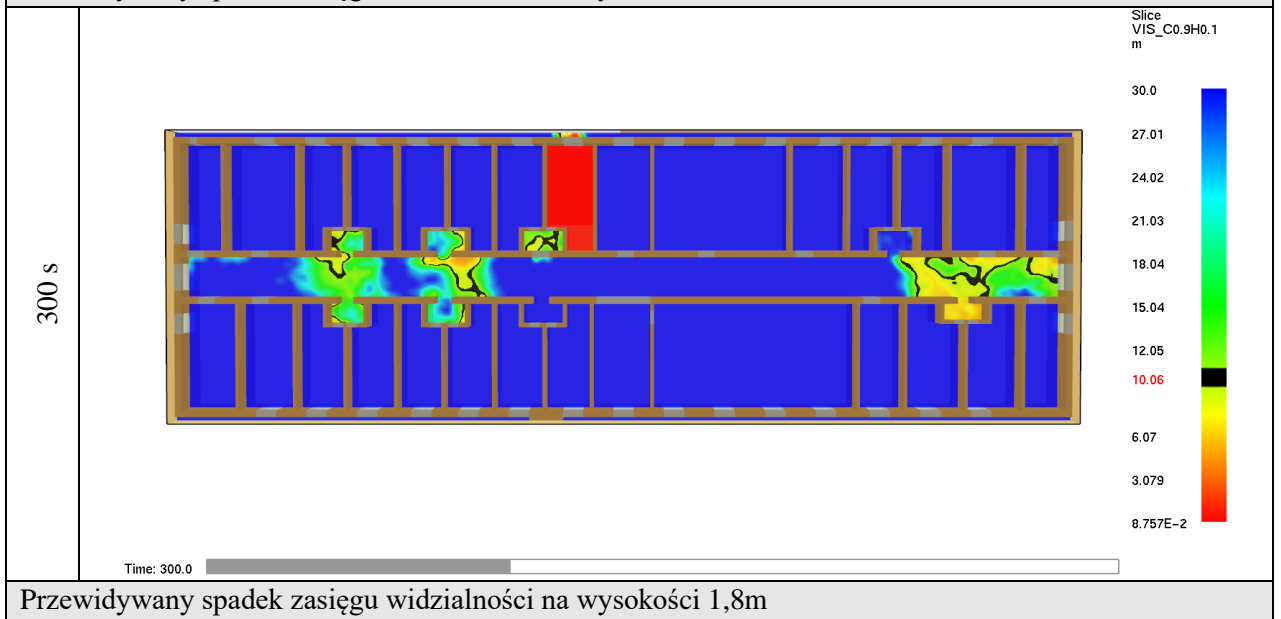 Slice
VIS_C0.9H0.1
m
30.0
27.01
24.02
21.03
18.04
15.04
12.05
10.06
6.07
3.079
8.757E-2
300 s
Time: 300.0
Przewidywany spadek zasięgu widzialności na wysokości 1,8m